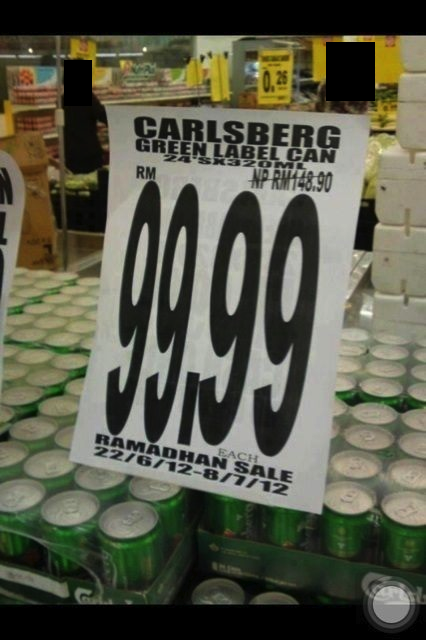 0.26
CARLSBERG
GREEN LABEL CAN
24'SX320ML
RM
NP RM148.90
99.99
EACH
RAMADHAN SALE
22/6/12-8/7/12